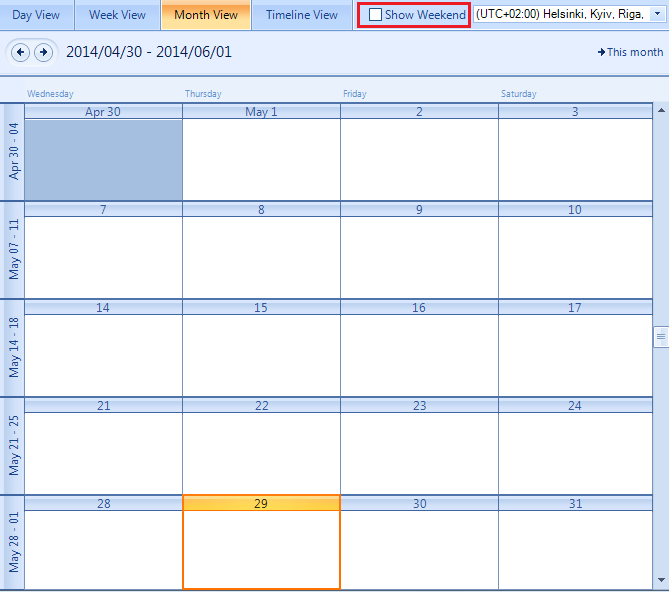 Day View Week View Month View Timeline View Show Weekend (UTC+02:00) Helsinki, Kyiv, Riga,
2014/04/30 - 2014/06/01 This month
Wednesday Thursday Friday Saturday
Apr 30 - 04 Apr 30 May 1 2 3
May 07 - 11 7 8 9 10
May 14 - 18 14 15 16 17
May 21 - 25 21 22 23 24
May 28 - 01 28 29 30 31